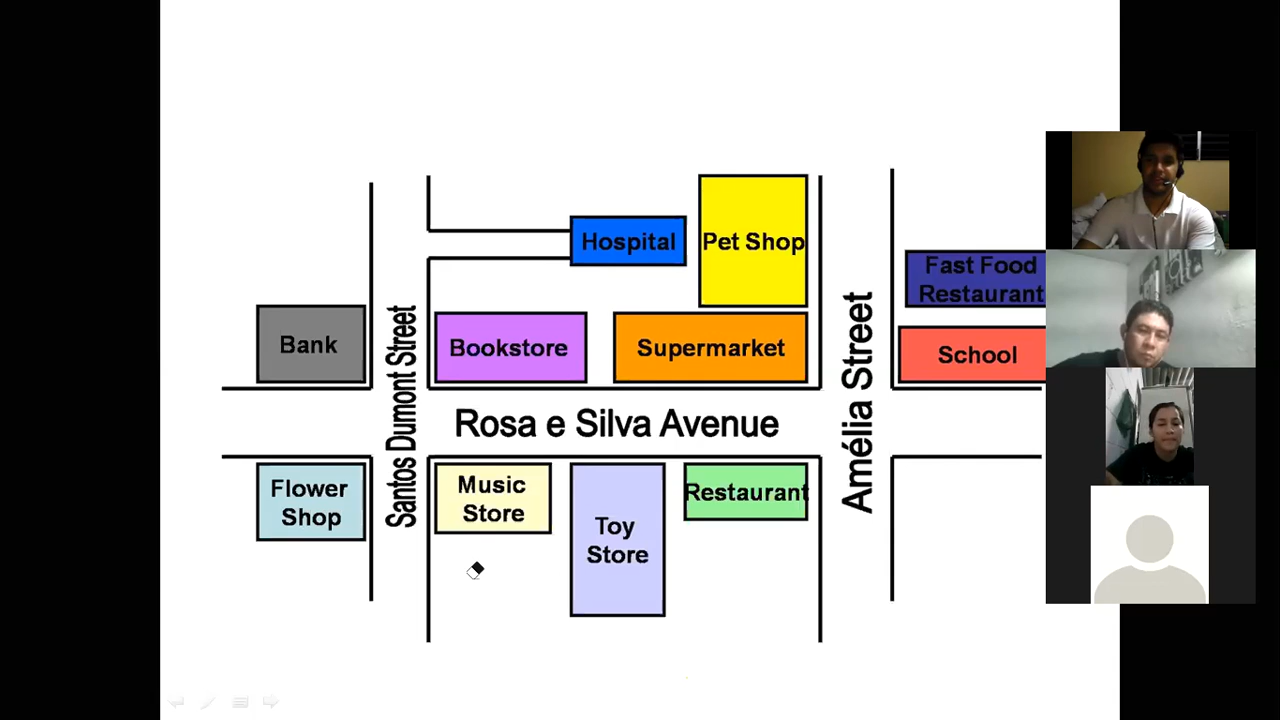 Hospital
Pet Shop
Fast Food
Restaurant
Bank
Santos Dumont Street
Bookstore
Supermarket
Amélia Street
School
Rosa e Silva Avenue
Flower
Shop
Music
Store
Toy
Store
Restaurant